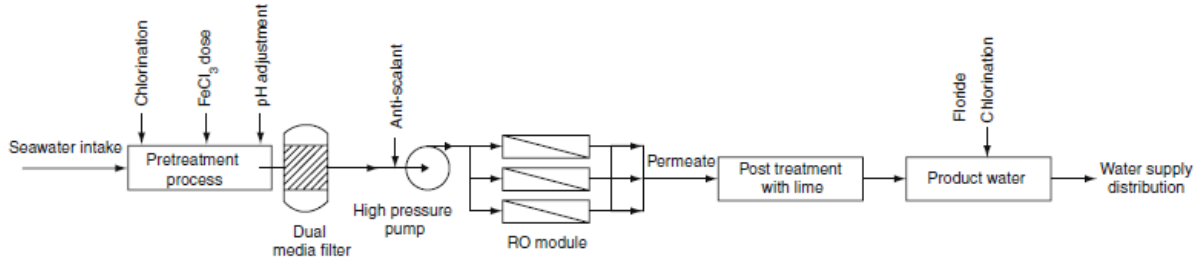 Chlorination
FeCl3 dose
pH adjustment
Anti-scalant
Floride
Chlorination
Seawater intake
Pretreatment
process
Dual
media filter
High pressure
pump
RO module
Permeate
Post treatment
with lime
Product water
Water supply
distribution